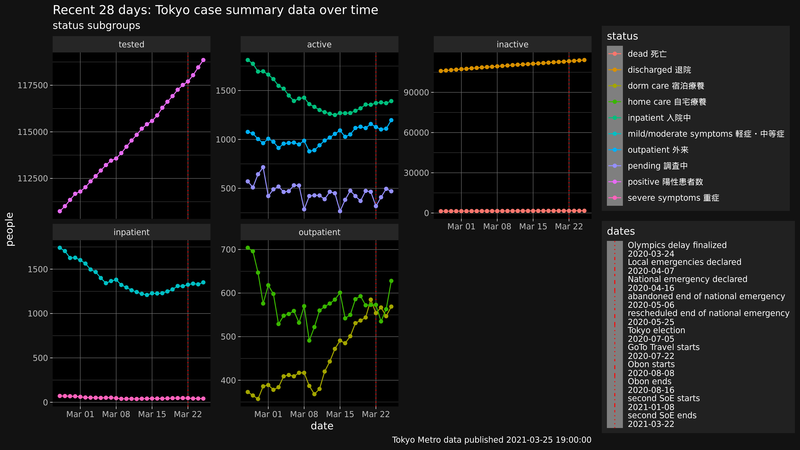 Recent 28 days: Tokyo case summary data over time
status subgroups
tested
active
inactive
117500
115000
112500
1500
1000
500
90000
60000
30000
0
Mar 01 Mar 08 Mar 15 Mar 22
people
inpatient
outpatient
1500
1000
500
0
700
600
500
400
Mar 01 Mar 08 Mar 15 Mar 22
Mar 01 Mar 08 Mar 15 Mar 22
date
Tokyo Metro data published 2021-03-25 19:00:00
status
dead 死亡
discharged 退院
dorm care 宿泊療養
home care 自宅療養
inpatient 入院中
mild/moderate symptoms 軽症・中等症
outpatient 外来
pending 調査中
positive 陽性患者数
severe symptoms 重症
dates
Olympics delay finalized
2020-03-24
Local emergencies declared
2020-04-07
National emergency declared
2020-04-16
abandoned end of national emergency
2020-05-06
rescheduled end of national emergency
2020-05-25
Tokyo election
2020-07-05
GoTo Travel starts
2020-07-22
Obon starts
2020-08-08
Obon ends
2020-08-16
second SoE starts
2021-01-08
second SoE ends
2021-03-22